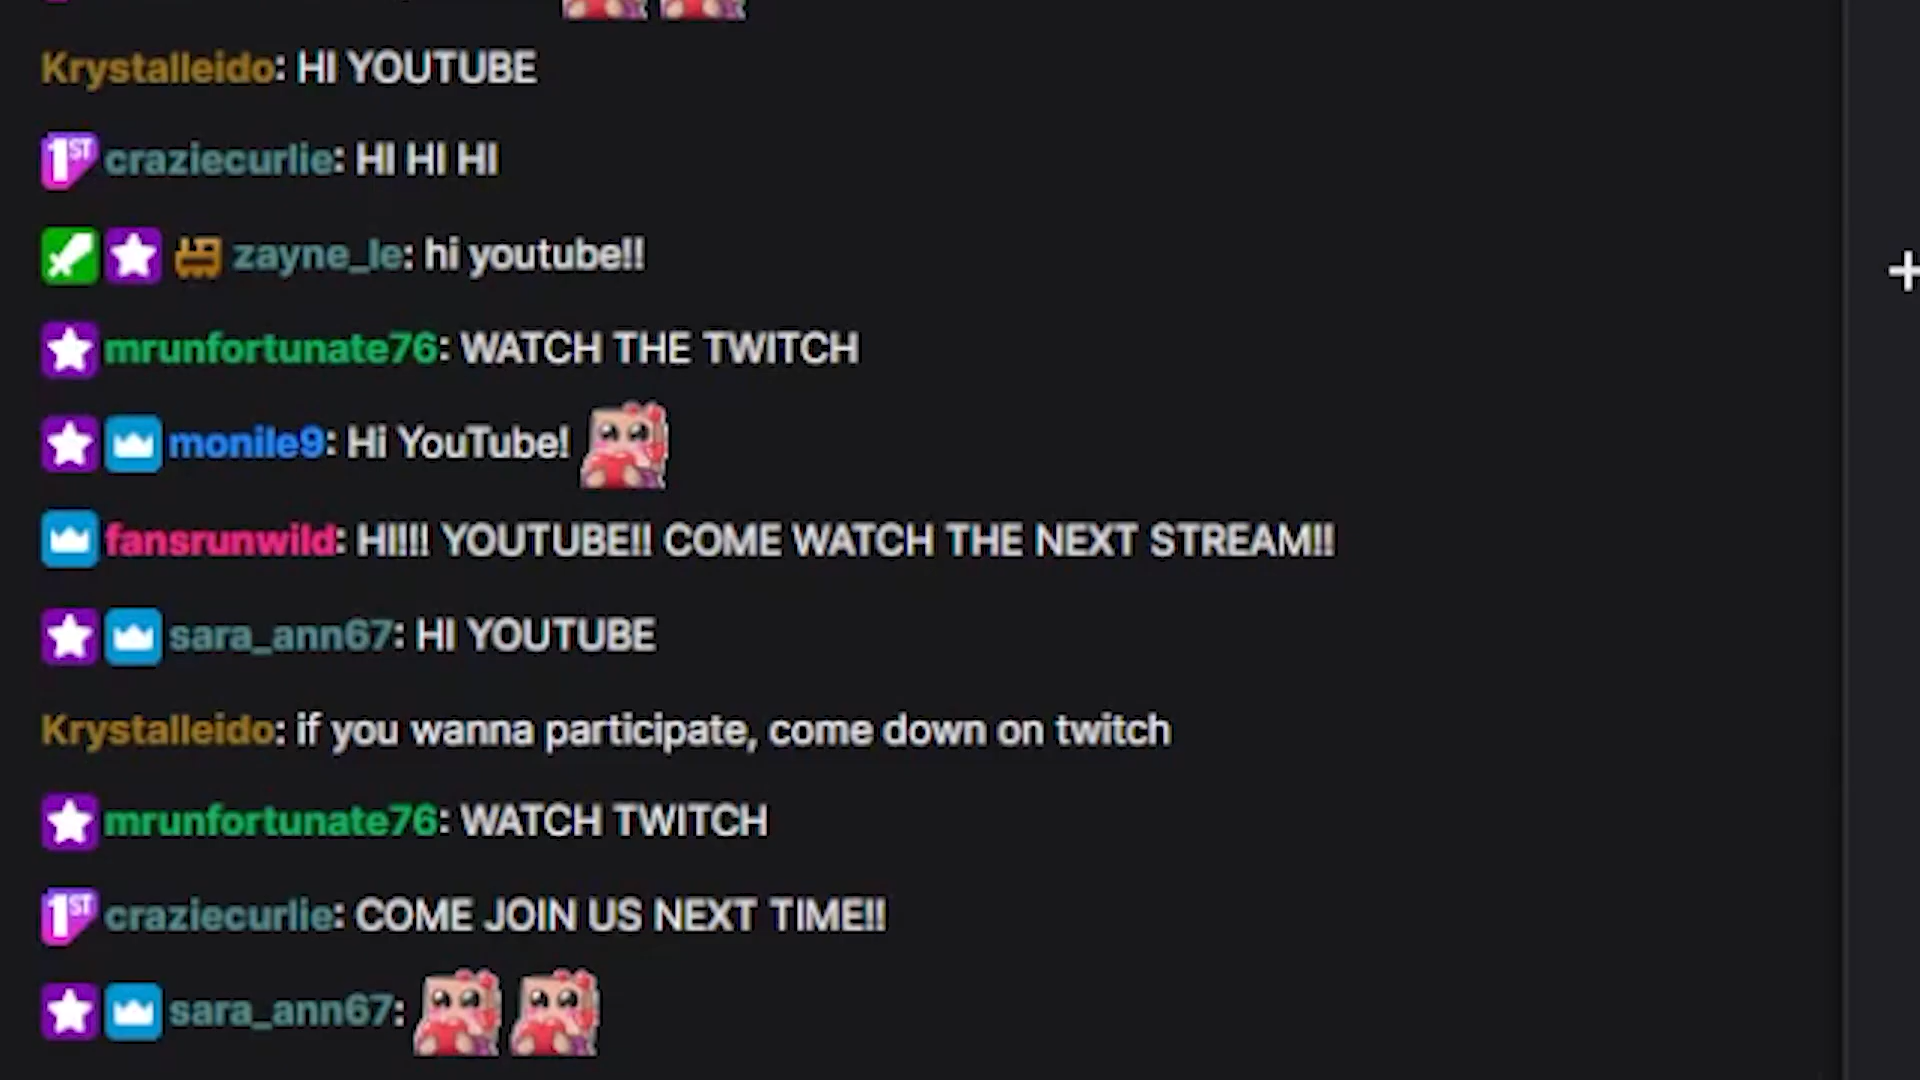 Krystalleido: HI YOUTUBE
1ST craziecurlie: HI HI HI
zayne_le: hi youtube!!
mrunfortunate76: WATCH THE TWITCH
monile9: Hi YouTube!
fansrunwild: HI!!! YOUTUBE!! COME WATCH THE NEXT STREAM!!
sara_ann67: HI YOUTUBE
Krystalleido: if you wanna participate, come down on twitch
mrunfortunate76: WATCH TWITCH
1ST craziecurlie: COME JOIN US NEXT TIME!!
sara_ann67: